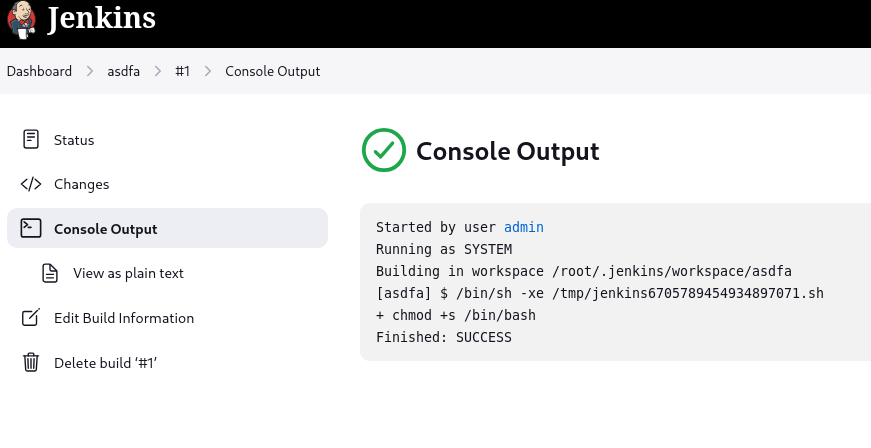 Jenkins
Dashboard > asdfa > #1 > Console Output
Status
Changes
Console Output
View as plain text
Edit Build Information
Delete build ‘#1’
Console Output
Started by user admin
Running as SYSTEM
Building in workspace /root/.jenkins/workspace/asdfa
[asdfa] $ /bin/sh -xe /tmp/jenkins6705789454934897071.sh
+ chmod +s /bin/bash
Finished: SUCCESS